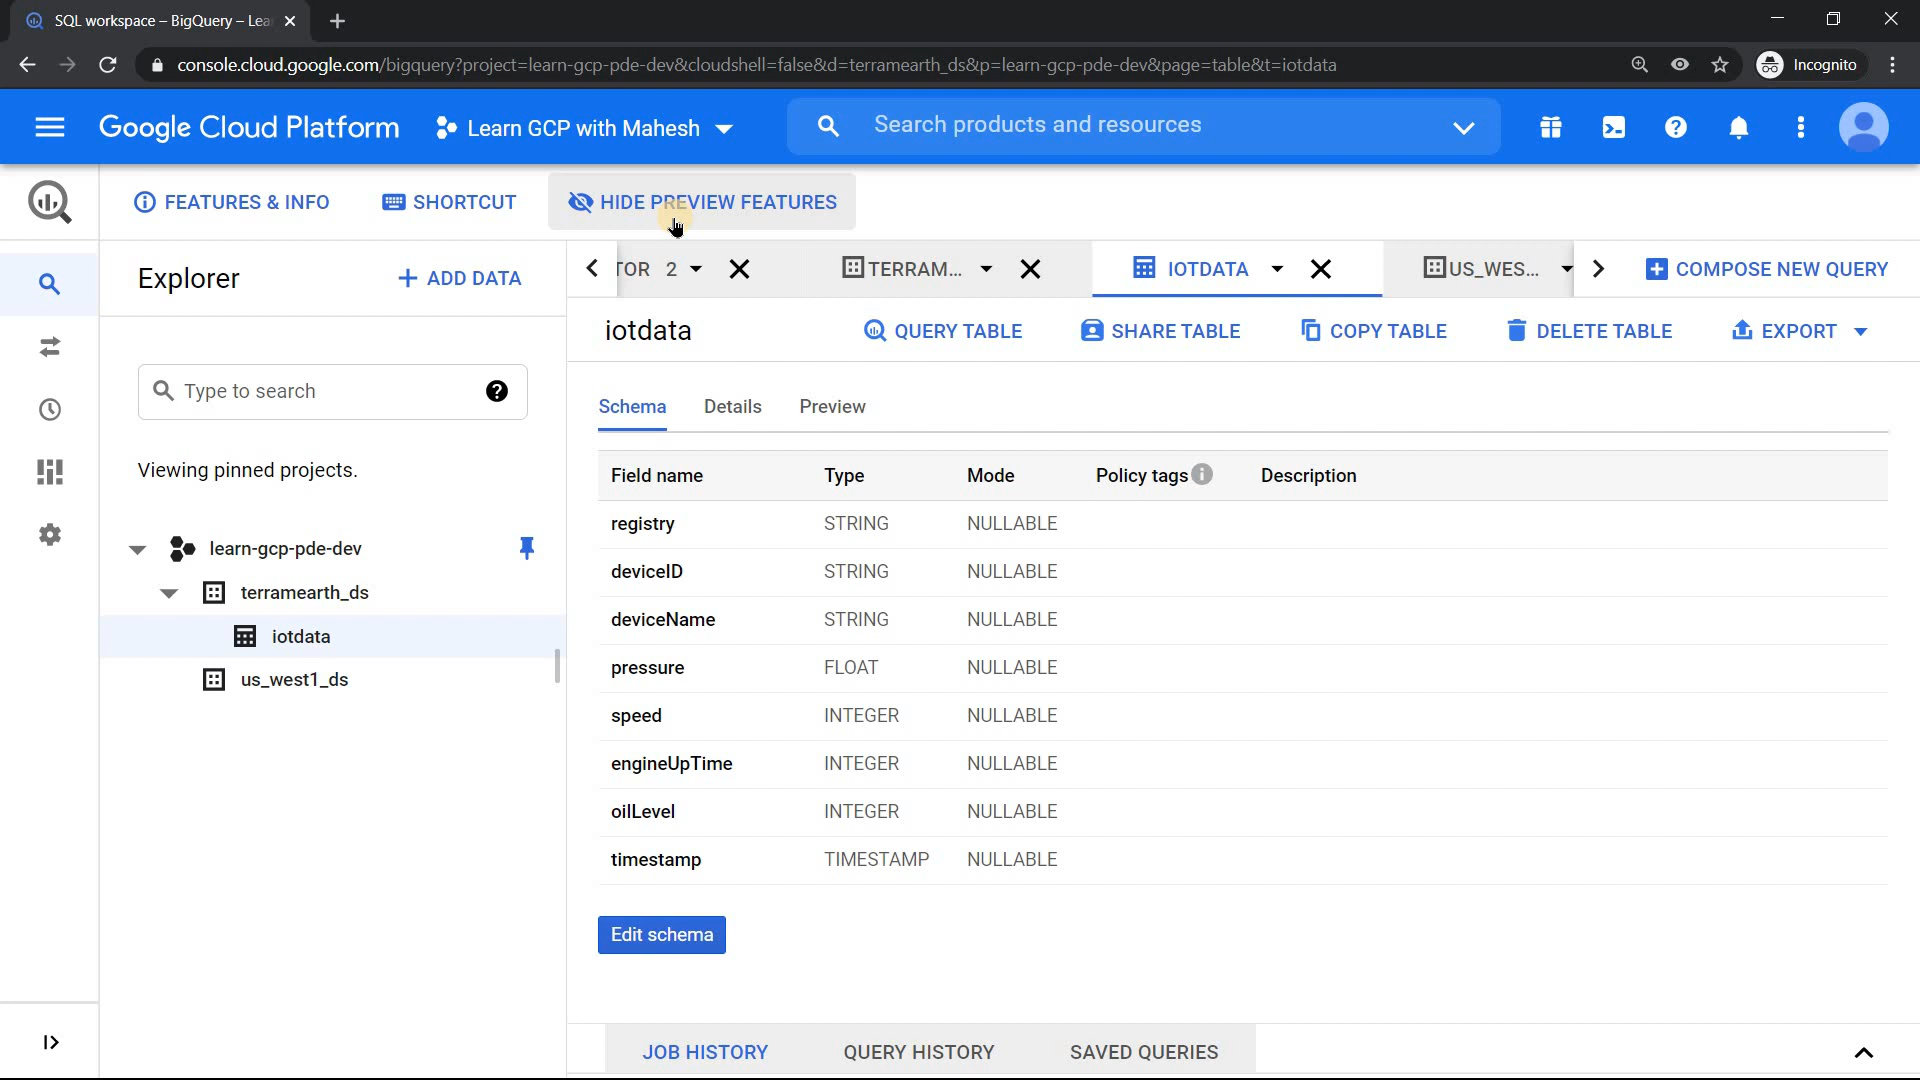 SQL workspace – BigQuery – Lea
console.cloud.google.com/bigquery?project=learn-gcp-pde-dev&cloudshell=false&d=terramearth_ds&p=learn-gcp-pde-dev&page=table&t=iotdata
Incognito
Google Cloud Platform
Learn GCP with Mahesh
Search products and resources
FEATURES & INFO
SHORTCUT
HIDE PREVIEW FEATURES
Explorer
+ ADD DATA
TOR 2
TERRAM...
IOTDATA
US_WES...
COMPOSE NEW QUERY
iotdata
QUERY TABLE
SHARE TABLE
COPY TABLE
DELETE TABLE
EXPORT
Type to search
Viewing pinned projects.
learn-gcp-pde-dev
terramearth_ds
iotdata
us_west1_ds
Schema Details Preview
Field name Type Mode Policy tags Description
registry STRING NULLABLE
deviceID STRING NULLABLE
deviceName STRING NULLABLE
pressure FLOAT NULLABLE
speed INTEGER NULLABLE
engineUpTime INTEGER NULLABLE
oilLevel INTEGER NULLABLE
timestamp TIMESTAMP NULLABLE
Edit schema
JOB HISTORY QUERY HISTORY SAVED QUERIES